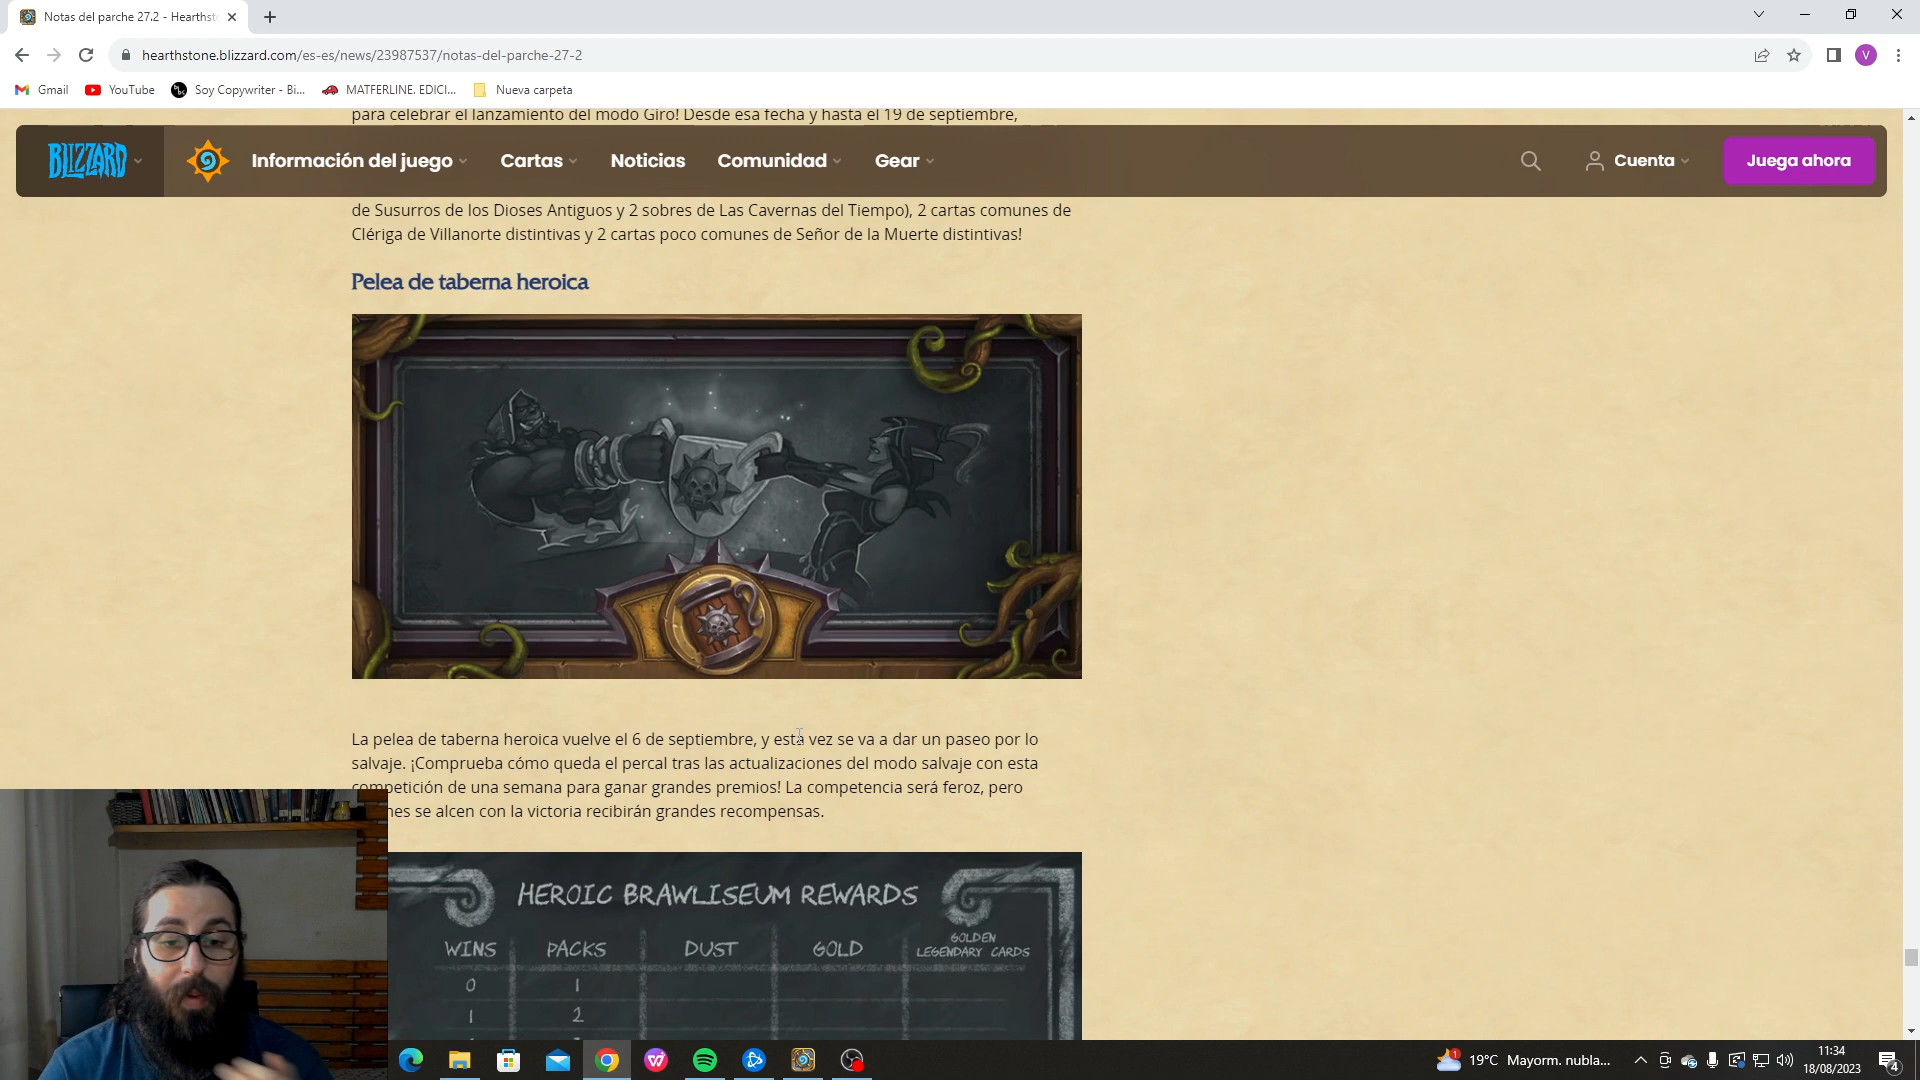 Notas del parche 27.2 - Hearthst
hearthstone.blizzard.com/es-es/news/23987537/notas-del-parche-27-2
V
Gmail
YouTube
Soy Copywriter - Bi...
MATFERLINE. EDICI...
Nueva carpeta
para celebrar el lanzamiento del modo Giro! Desde esa fecha y hasta el 19 de septiembre,
BLIZZARD
Información del juego
Cartas
Noticias
Comunidad
Gear
Cuenta
Juega ahora
de Susurros de los Dioses Antiguos y 2 sobres de Las Cavernas del Tiempo), 2 cartas comunes de
Clériga de Villanorte distintivas y 2 cartas poco comunes de Señor de la Muerte distintivas!
Pelea de taberna heroica
La pelea de taberna heroica vuelve el 6 de septiembre, y esta vez se va a dar un paseo por lo
salvaje. ¡Comprueba cómo queda el percal tras las actualizaciones del modo salvaje con esta
competición de una semana para ganar grandes premios! La competencia será feroz, pero
se alcen con la victoria recibirán grandes recompensas.
HEROIC BRAWLISEUM REWARDS
WINS PACKS DUST GOLD GOLDEN LEGENDARY CARDS
0 1
1 2
1
19°C Mayorm. nubla...
11:34
18/08/2023
4